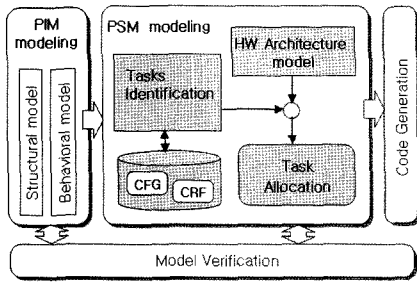 PIM
modeling
Structural model
Behavioral model
PSM modeling
Tasks
Identification
HW Architecture
model
CFG
CRF
Task
Allocation
Code Generation
Model Verification